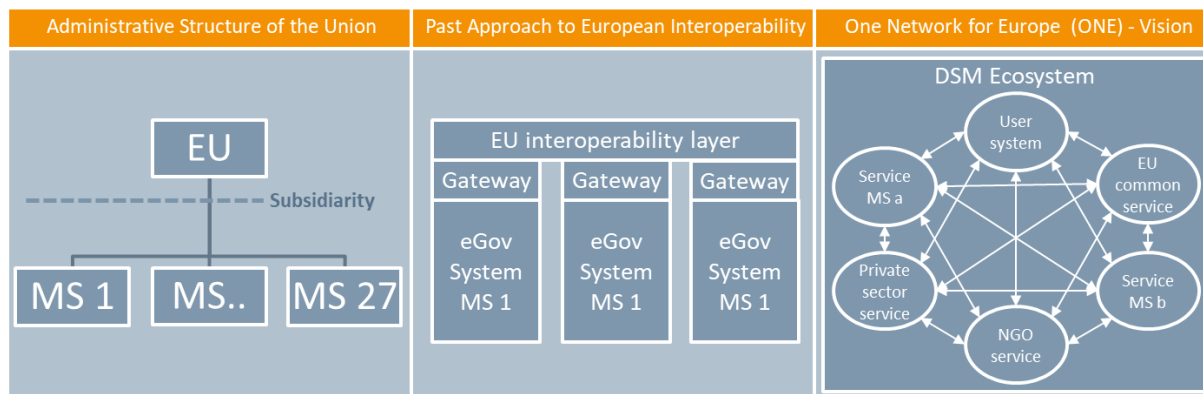 Administrative Structure of the Union
EU
Subsidiarity
MS 1
MS..
MS 27
Past Approach to European Interoperability
EU interoperability layer
Gateway
Gateway
Gateway
eGov
System
MS 1
eGov
System
MS 1
eGov
System
MS 1
One Network for Europe (ONE) - Vision
DSM Ecosystem
User
system
Service
MS a
EU
common
service
Private
sector
service
Service
MS b
NGO
service